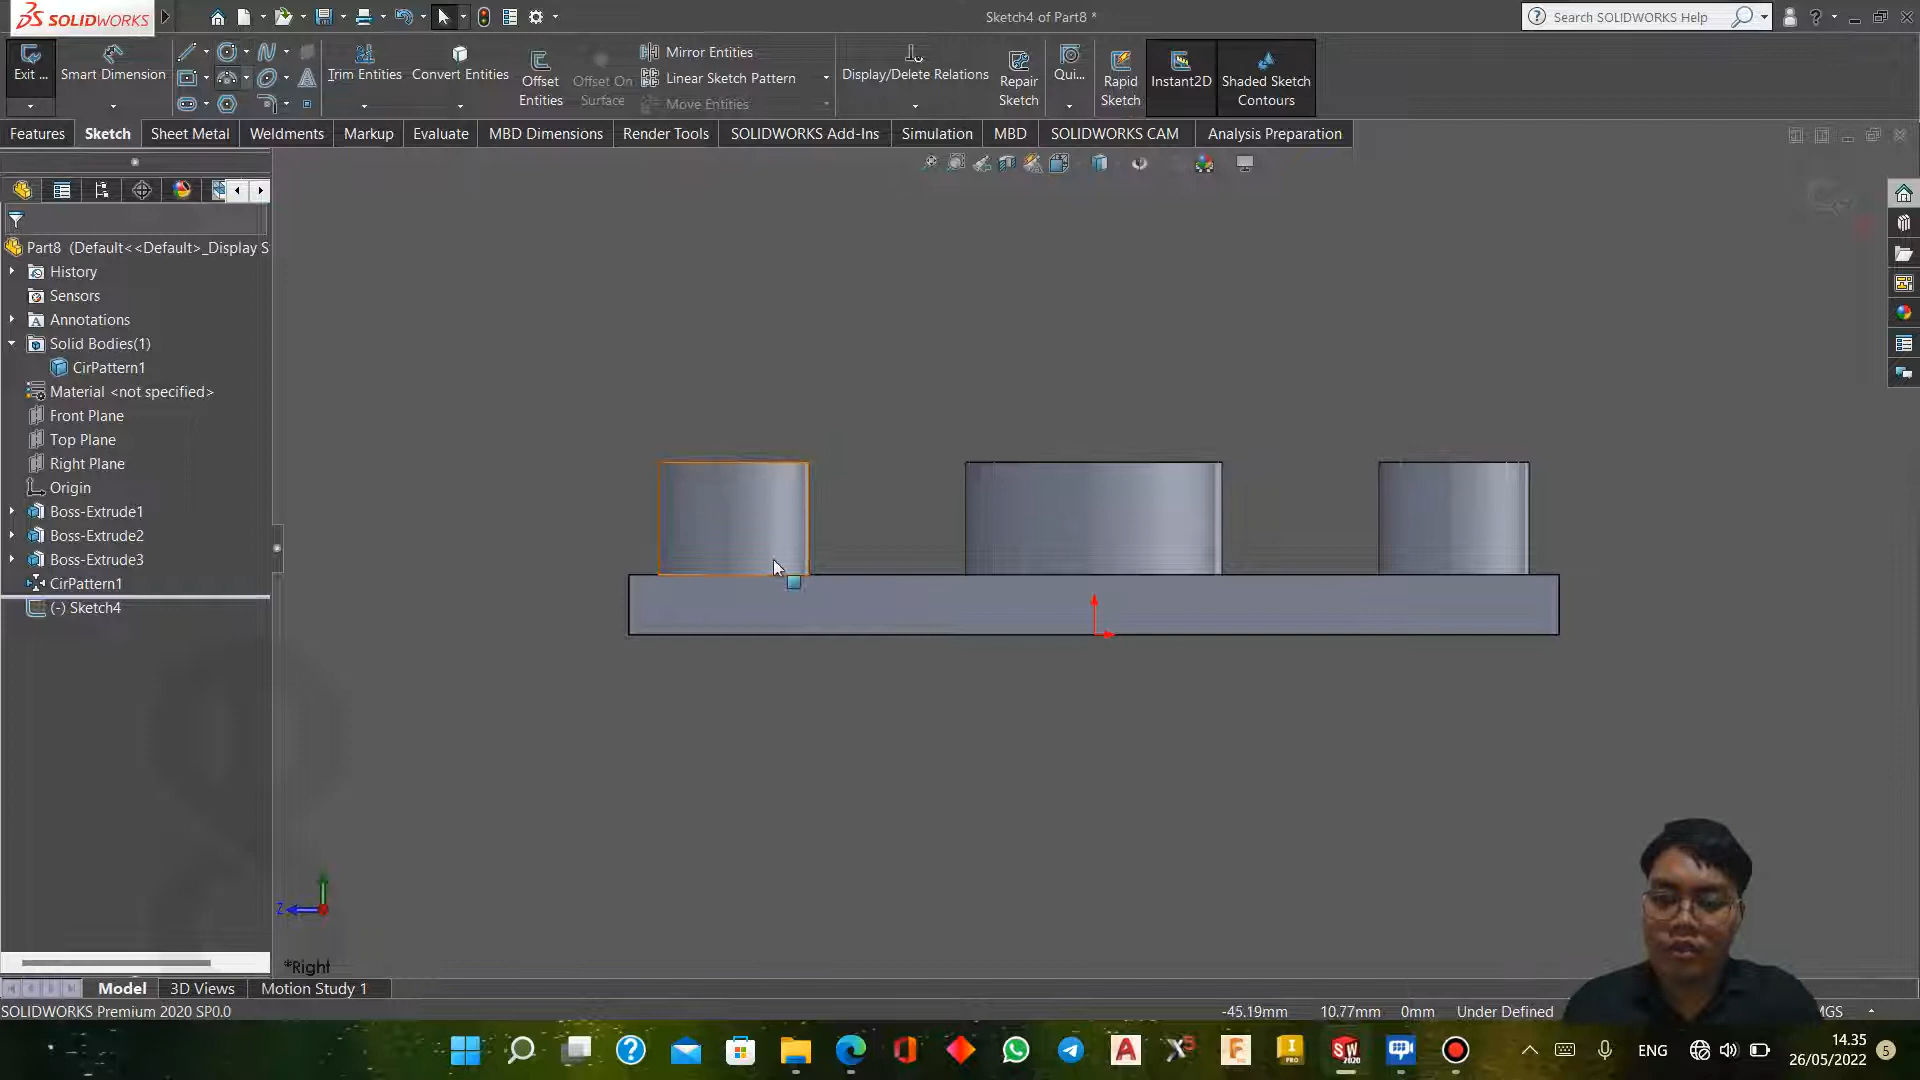 SOLIDWORKS
Sketch4 of Part8 *
Search SOLIDWORKS Help
Exit ...
Smart Dimension
Trim Entities
Convert Entities
Offset Entities
Offset On Surface
Mirror Entities
Linear Sketch Pattern
Move Entities
Display/Delete Relations
Repair Sketch
Qui...
Rapid Sketch
Instant2D
Shaded Sketch Contours
Features
Sketch
Sheet Metal
Weldments
Markup
Evaluate
MBD Dimensions
Render Tools
SOLIDWORKS Add-Ins
Simulation
MBD
SOLIDWORKS CAM
Analysis Preparation
Part8 (Default<<Default>_Display S
History
Sensors
Annotations
Solid Bodies(1)
CirPattern1
Material <not specified>
Front Plane
Top Plane
Right Plane
Origin
Boss-Extrude1
Boss-Extrude2
Boss-Extrude3
CirPattern1
(-) Sketch4
Z
*Right
Model
3D Views
Motion Study 1
SOLIDWORKS Premium 2020 SP0.0
-45.19mm
10.77mm
0mm
Under Defined
MGS
ENG
14.35
26/05/2022
5